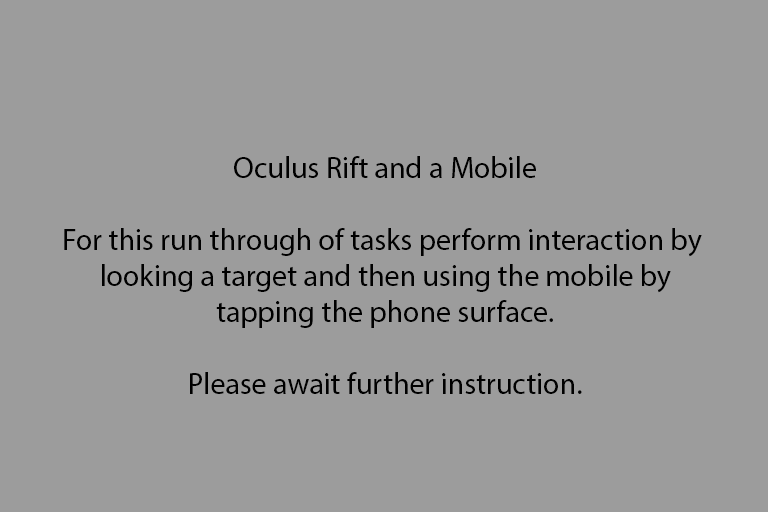 Oculus Rift and a Mobile
For this run through of tasks perform interaction by
looking a target and then using the mobile by
tapping the phone surface.
Please await further instruction.